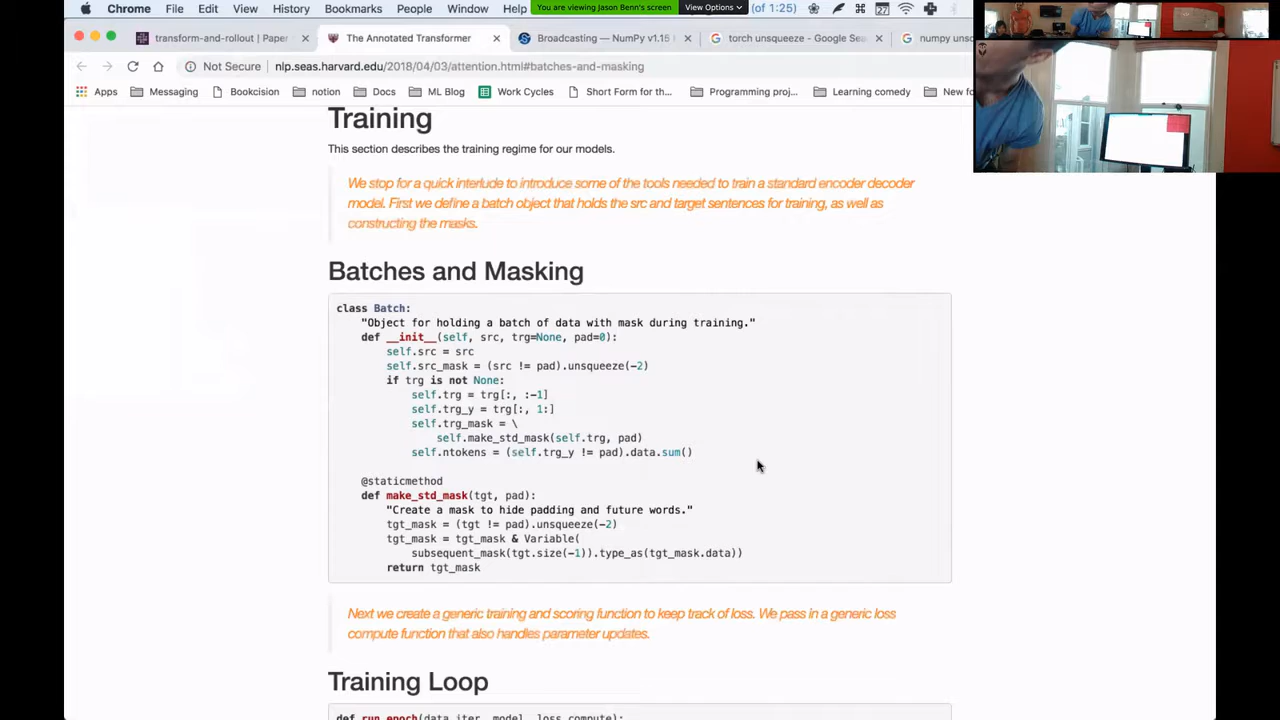 Chrome File Edit View History Bookmarks People Window Help You are viewing Jason Benn's screen View Options (of 1:25) 27
transform-and-rollout | Paper The Annotated Transformer Broadcasting — NumPy v1.15 torch unsqueeze - Google Sea numpy unsq
Not Secure nlp.seas.harvard.edu/2018/04/03/attention.html#batches-and-masking
Apps Messaging Bookcision notion Docs ML Blog Work Cycles Short Form for th... Programming proj... Learning comedy New fo
Training
This section describes the training regime for our models.
We stop for a quick interlude to introduce some of the tools needed to train a standard encoder decoder
model. First we define a batch object that holds the src and target sentences for training, as well as
constructing the masks.
Batches and Masking
class Batch:
"Object for holding a batch of data with mask during training."
def __init__(self, src, trg=None, pad=0):
self.src = src
self.src_mask = (src != pad).unsqueeze(-2)
if trg is not None:
self.trg = trg[:, :-1]
self.trg_y = trg[:, 1:]
self.trg_mask = \
self.make_std_mask(self.trg, pad)
self.ntokens = (self.trg_y != pad).data.sum()
@staticmethod
def make_std_mask(tgt, pad):
"Create a mask to hide padding and future words."
tgt_mask = (tgt != pad).unsqueeze(-2)
tgt_mask = tgt_mask & Variable(
subsequent_mask(tgt.size(-1)).type_as(tgt_mask.data))
return tgt_mask
Next we create a generic training and scoring function to keep track of loss. We pass in a generic loss
compute function that also handles parameter updates.
Training Loop
def run_epoch(data_iter, model, loss_compute):